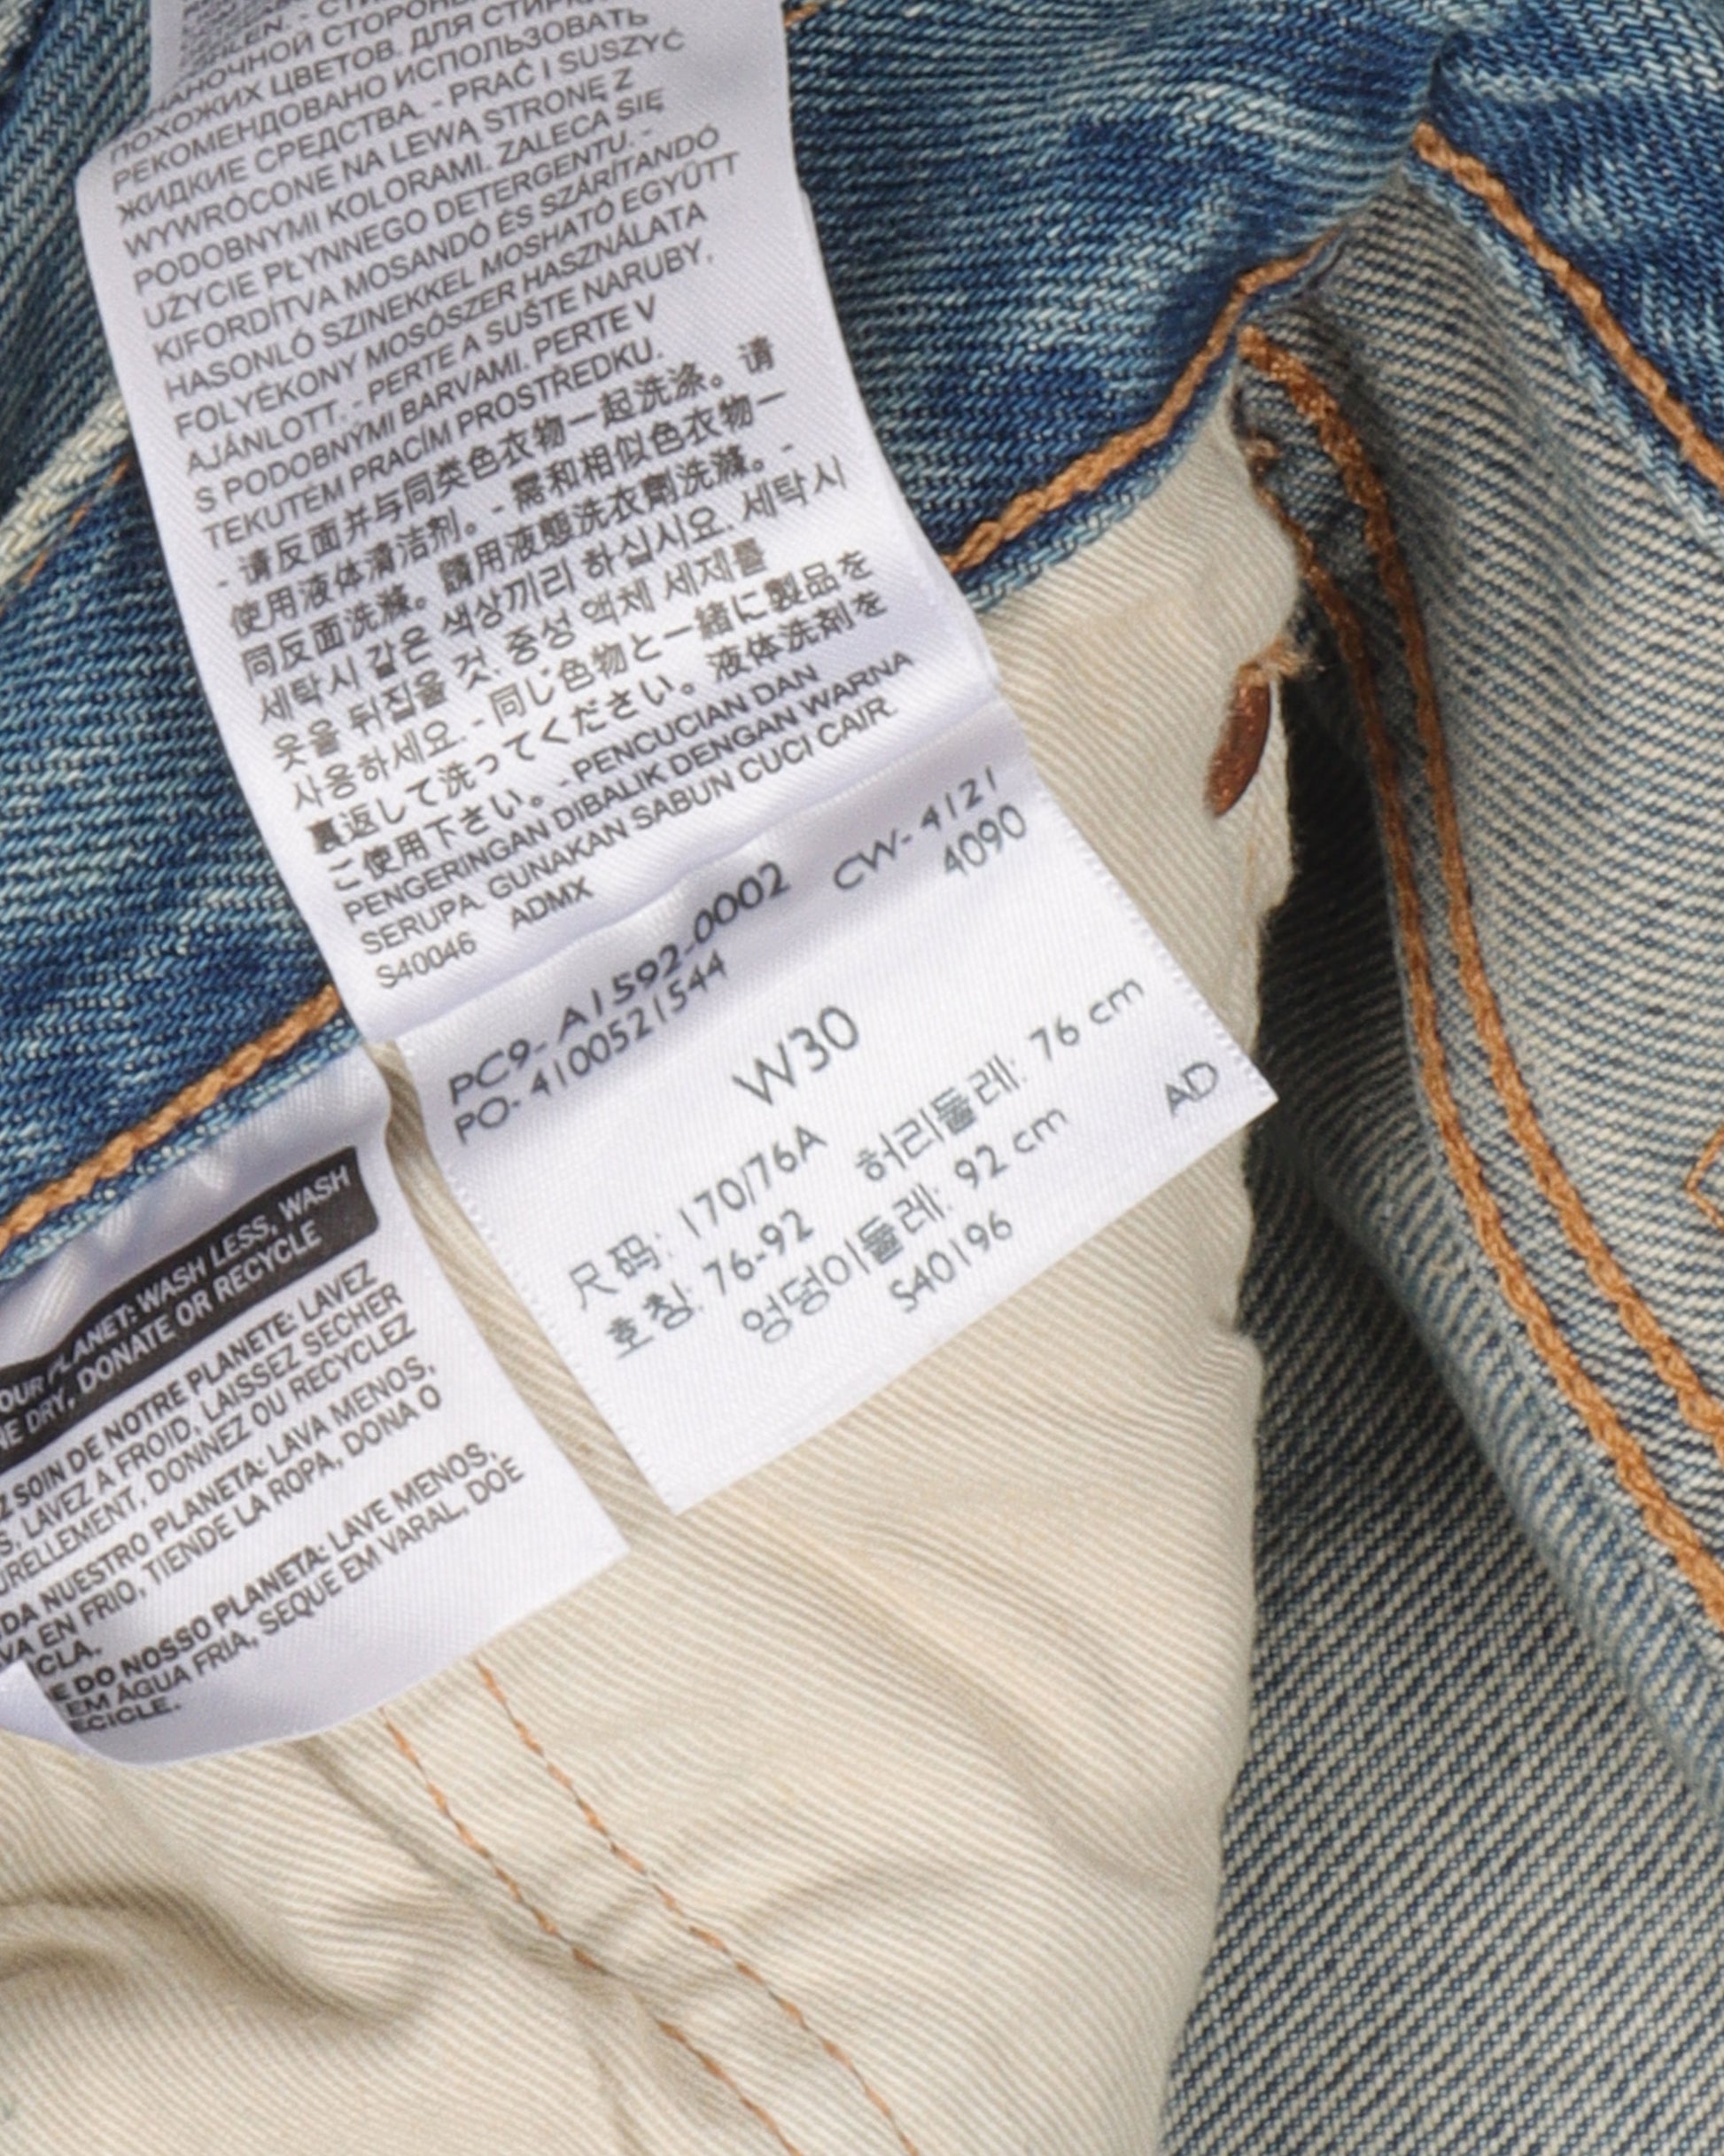 НАНОЧНОЙ СТОРОНЫ
ПОХОЖИХ ЦВЕТОВ. ДЛЯ СТИРКИ
РЕКОМЕНДОВАНО ИСПОЛЬЗОВАТЬ
ЖИДКИЕ СРЕДСТВА. - PRAĆ I SUSZYĆ
WYWRÓCONE NA LEWĄ STRONĘ Z
PODOBNYMI KOLORAMI. ZALECA SIĘ
UŻYCIE PŁYNNEGO DETERGENTU. -
KIFORDÍTVA MOSANDÓ ÉS SZÁRÍTANDÓ
HASONLÓ SZINEKKEL MOSHATÓ EGYÜTT
FOLYÉKONY MOSÓSZER HASZNÁLATA
AJÁNLOTT. - PERTE A SUŠTE NARUBY,
S PODOBNÝMI BARVAMI. PERTE V
TEKUTÉM PRACÍM PROSTŘEDKU.
- 请反面并与同类色衣物一起洗涤。请
使用液体清洁剂。- 需和相似色衣物一
同反面洗滌。請用液態洗衣劑洗滌。-
세탁시 같은 색상끼리 하십시요. 세탁시
옷을 뒤집을 것. 중성 액체 세제를
사용하세요. - 同じ色物と一緒に製品を
裏返して洗ってください。液体洗剤を
ご使用下さい。- PENCUCIAN DAN
PENGERINGAN DIBALIK DENGAN WARNA
SERUPA. GUNAKAN SABUN CUCI CAIR.
S40046 ADMX
PC9- A1592-0002 CW- 4121
PO- 4100521544 4090
W30
尺码: 170/76A
호칭: 76-92 허리둘레: 76 cm
엉덩이둘레: 92 cm
S40196 AD
OUR PLANET: WASH LESS, WASH
NE DRY, DONATE OR RECYCLE
Z SOIN DE NOTRE PLANÈTE: LAVEZ
S, LAVEZ À FROID, LAISSEZ SÉCHER
URELLEMENT, DONNEZ OU RECYCLEZ
DA NUESTRO PLANETA: LAVA MENOS,
VA EN FRIO, TIENDE LA ROPA, DONA O
ICLA.
E DO NOSSO PLANETA: LAVE MENOS,
EM ÁGUA FRIA, SEQUE EM VARAL, DOE
ECICLE.